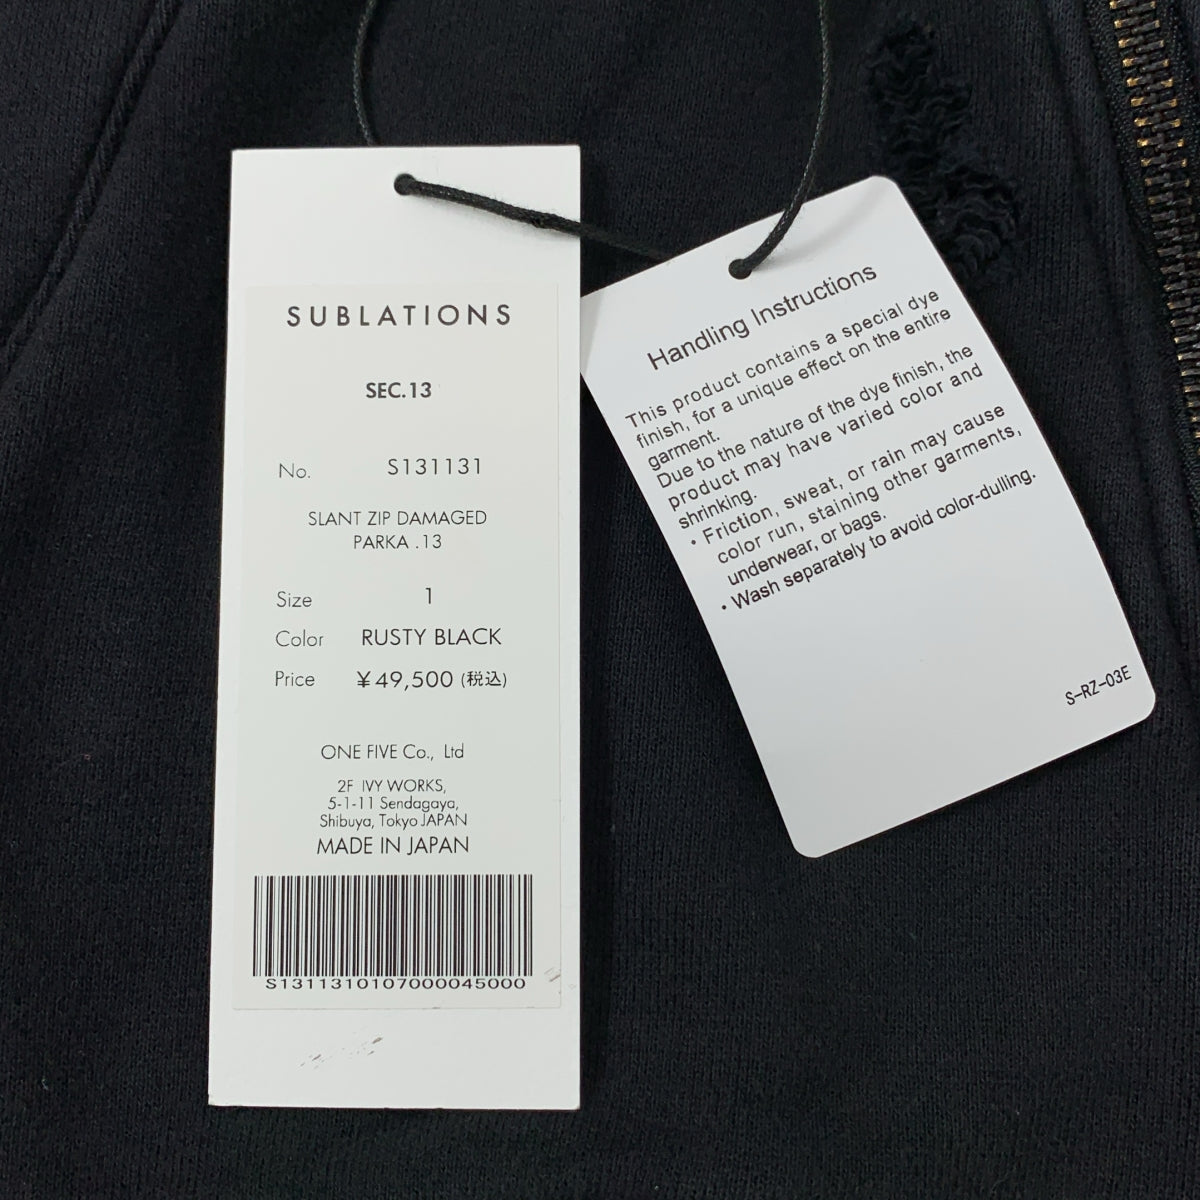 SUBLATIONS
SEC.13
No. S131131
SLANT ZIP DAMAGED
PARKA .13
Size 1
Color RUSTY BLACK
Price ¥49,500 (税込)
ONE FIVE Co., Ltd
2F IVY WORKS,
5-1-11 Sendagaya,
Shibuya, Tokyo JAPAN
MADE IN JAPAN
S1311310107000045000
Handling Instructions
This product contains a special dye
finish, for a unique effect on the entire
garment.
Due to the nature of the dye finish, the
product may have varied color and
shrinking.
• Friction, sweat, or rain may cause
color run, staining other garments,
underwear, or bags.
• Wash separately to avoid color-dulling.
S-RZ-03E